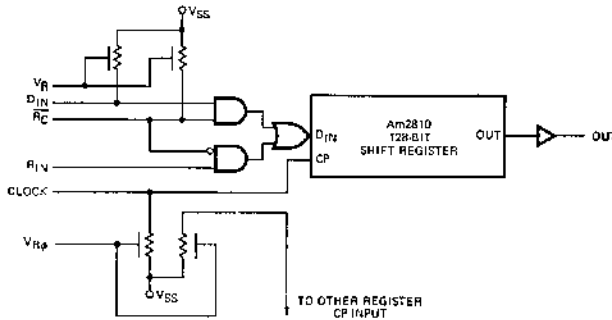 VSS
VR
DIN
RC
RIN
CLOCK
VRϕ
VSS
Am2810
128-BIT
SHIFT REGISTER
DIN
CP
OUT
OUT
TO OTHER REGISTER
CP INPUT